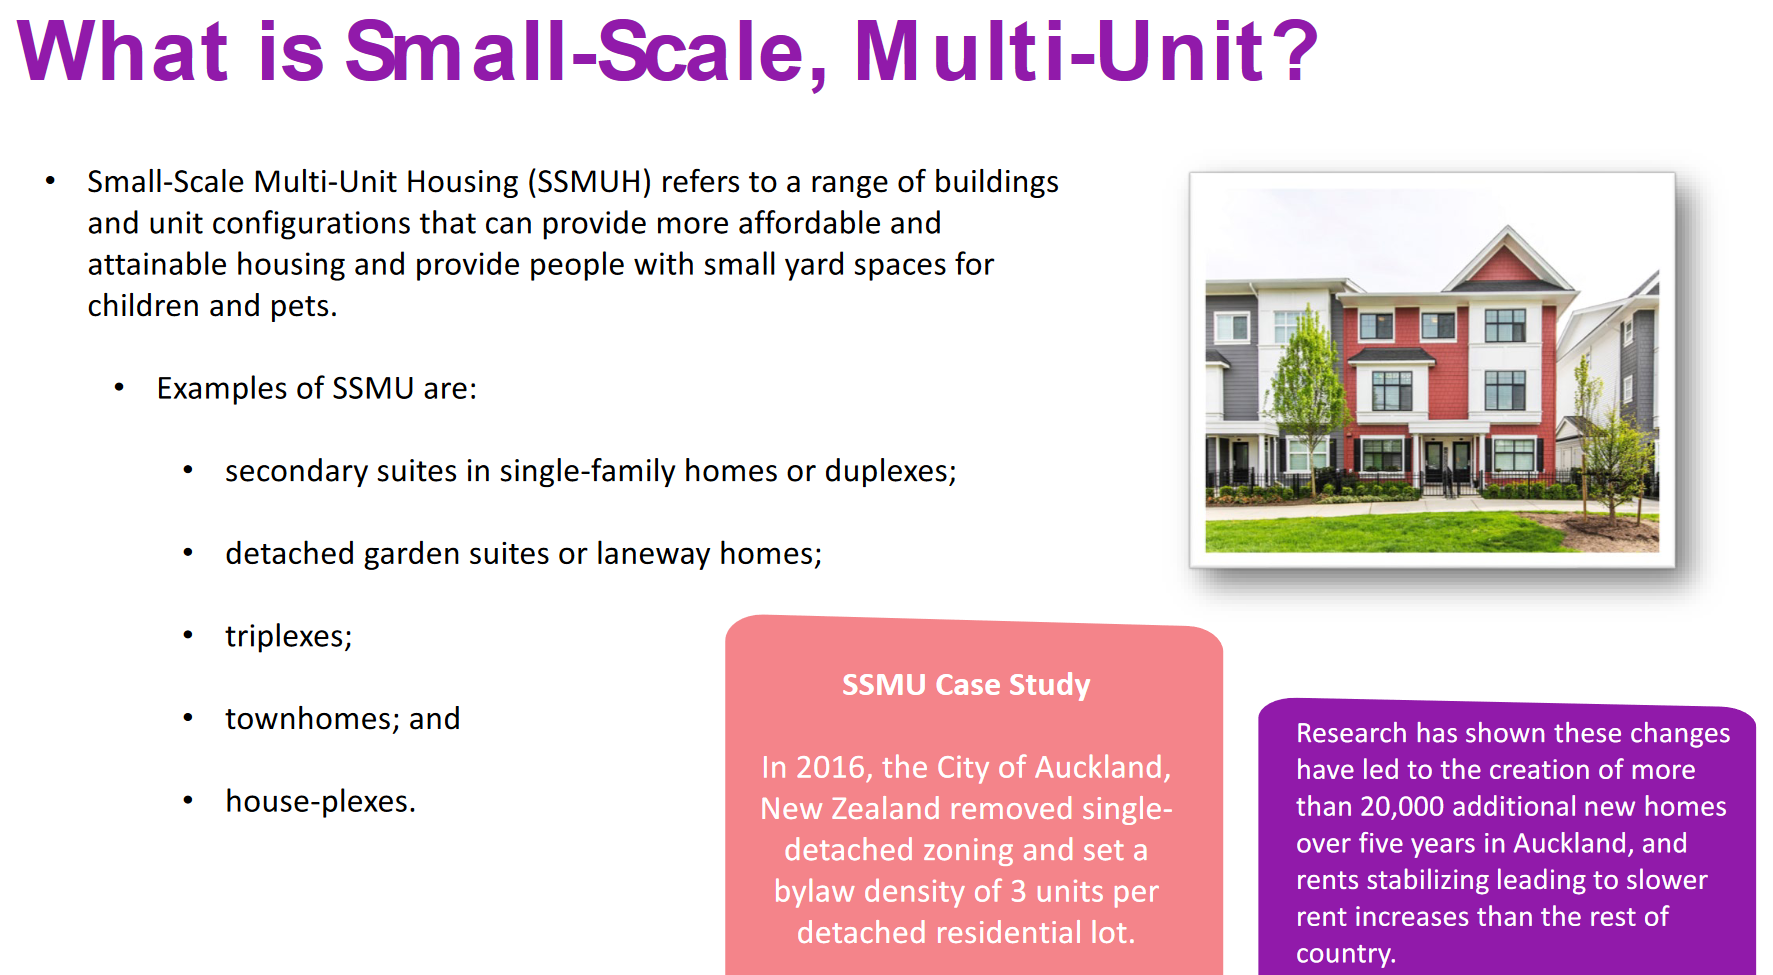 What is Small-Scale, Multi-Unit?
• Small-Scale Multi-Unit Housing (SSMUH) refers to a range of buildings
and unit configurations that can provide more affordable and
attainable housing and provide people with small yard spaces for
children and pets.
• Examples of SSMU are:
• secondary suites in single-family homes or duplexes;
• detached garden suites or laneway homes;
• triplexes;
• townhomes; and
• house-plexes.
SSMU Case Study
In 2016, the City of Auckland,
New Zealand removed single-
detached zoning and set a
bylaw density of 3 units per
detached residential lot.
Research has shown these changes
have led to the creation of more
than 20,000 additional new homes
over five years in Auckland, and
rents stabilizing leading to slower
rent increases than the rest of
country.